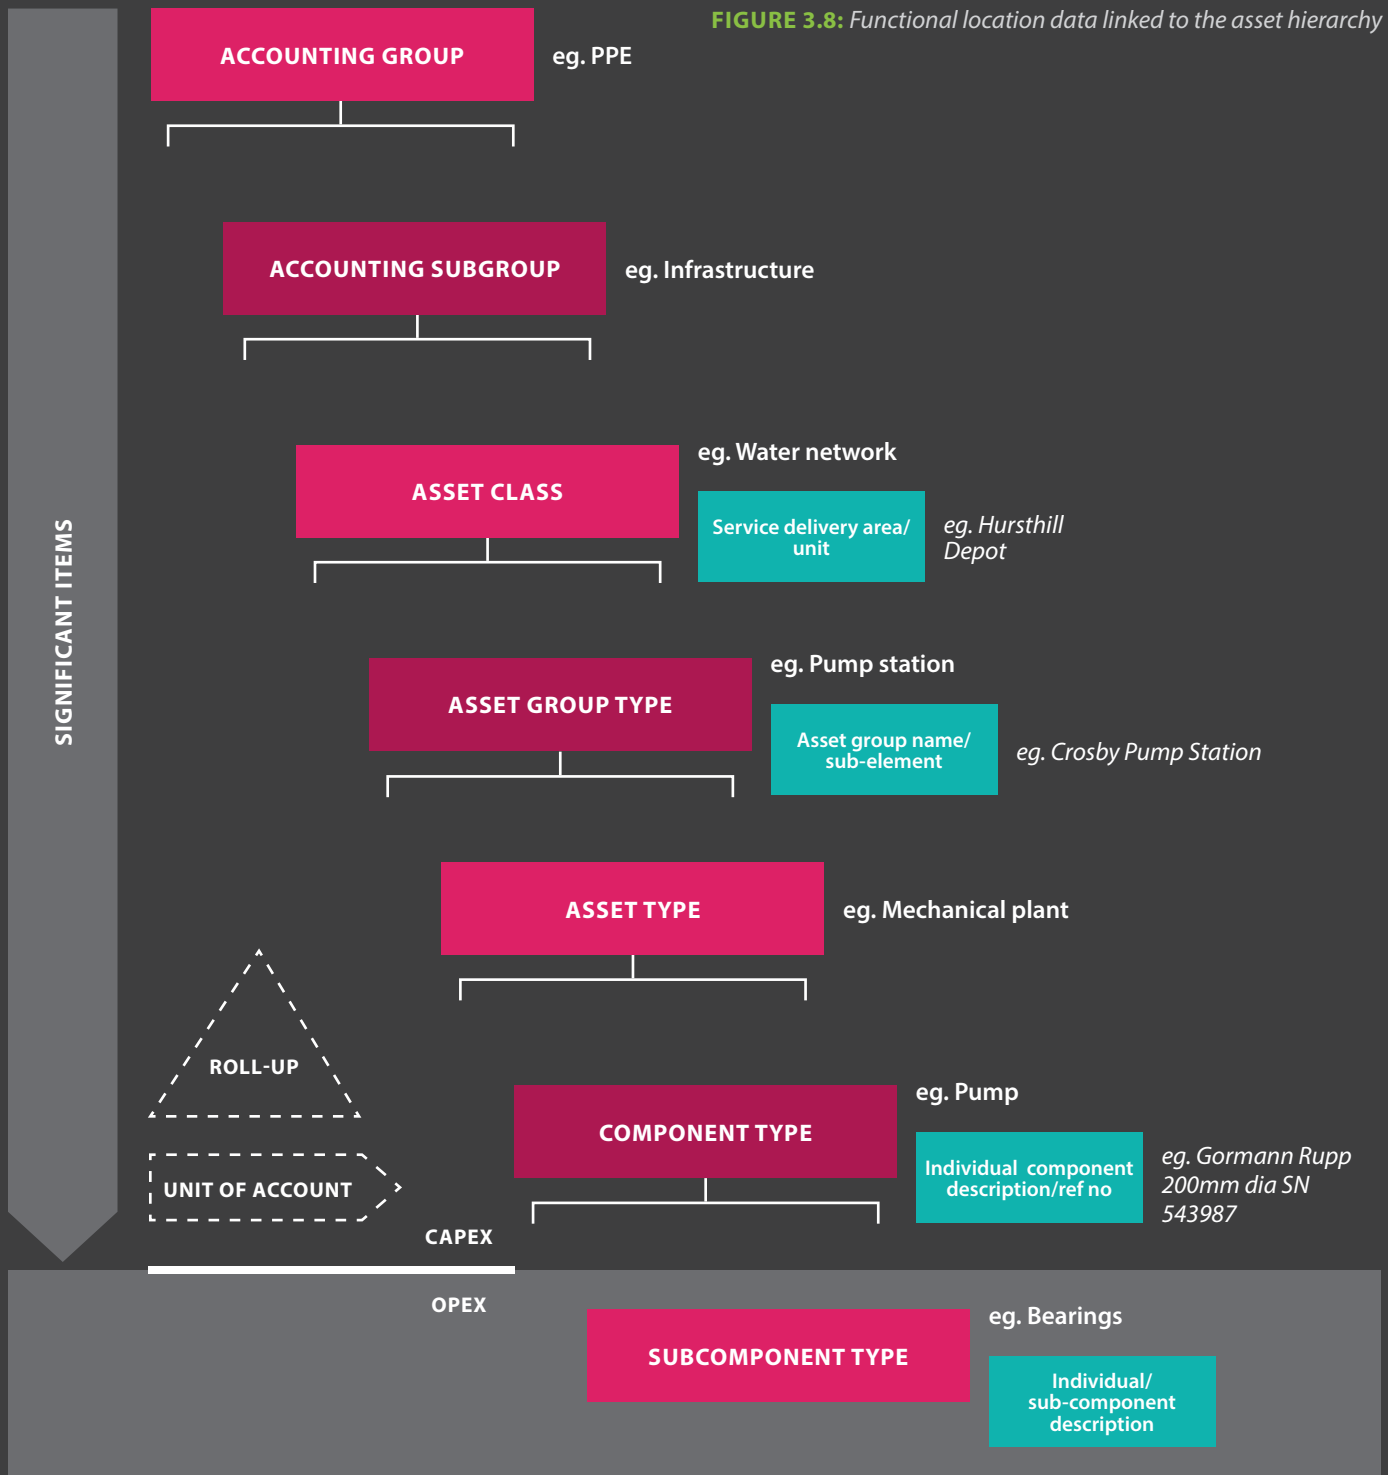 FIGURE 3.8: Functional location data linked to the asset hierarchy
ACCOUNTING GROUP
eg. PPE
ACCOUNTING SUBGROUP
eg. Infrastructure
ASSET CLASS
eg. Water network
Service delivery area/
unit
eg. Hursthill
Depot
SIGNIFICANT ITEMS
ASSET GROUP TYPE
eg. Pump station
Asset group name/
sub-element
eg. Crosby Pump Station
ASSET TYPE
eg. Mechanical plant
ROLL-UP
COMPONENT TYPE
eg. Pump
Individual component
description/ref no
eg. Gormann Rupp
200mm dia SN
543987
UNIT OF ACCOUNT
CAPEX
OPEX
SUBCOMPONENT TYPE
eg. Bearings
Individual/
sub-component
description